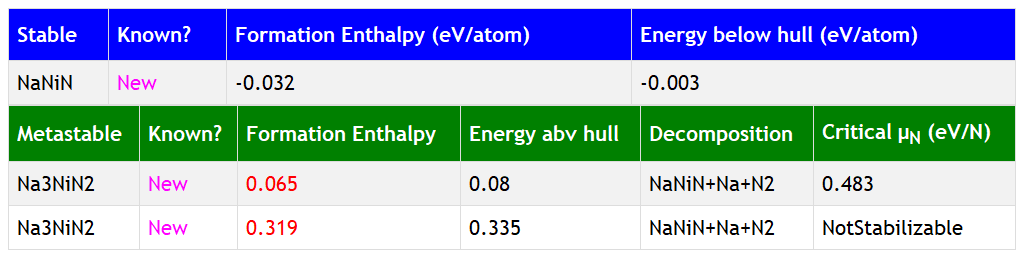 Stable Known? Formation Enthalpy (eV/atom) Energy below hull (eV/atom)
NaNiN New -0.032 -0.003
Metastable Known? Formation Enthalpy Energy abv hull Decomposition Critical μN (eV/N)
Na3NiN2 New 0.065 0.08 NaNiN+Na+N2 0.483
Na3NiN2 New 0.319 0.335 NaNiN+Na+N2 NotStabilizable